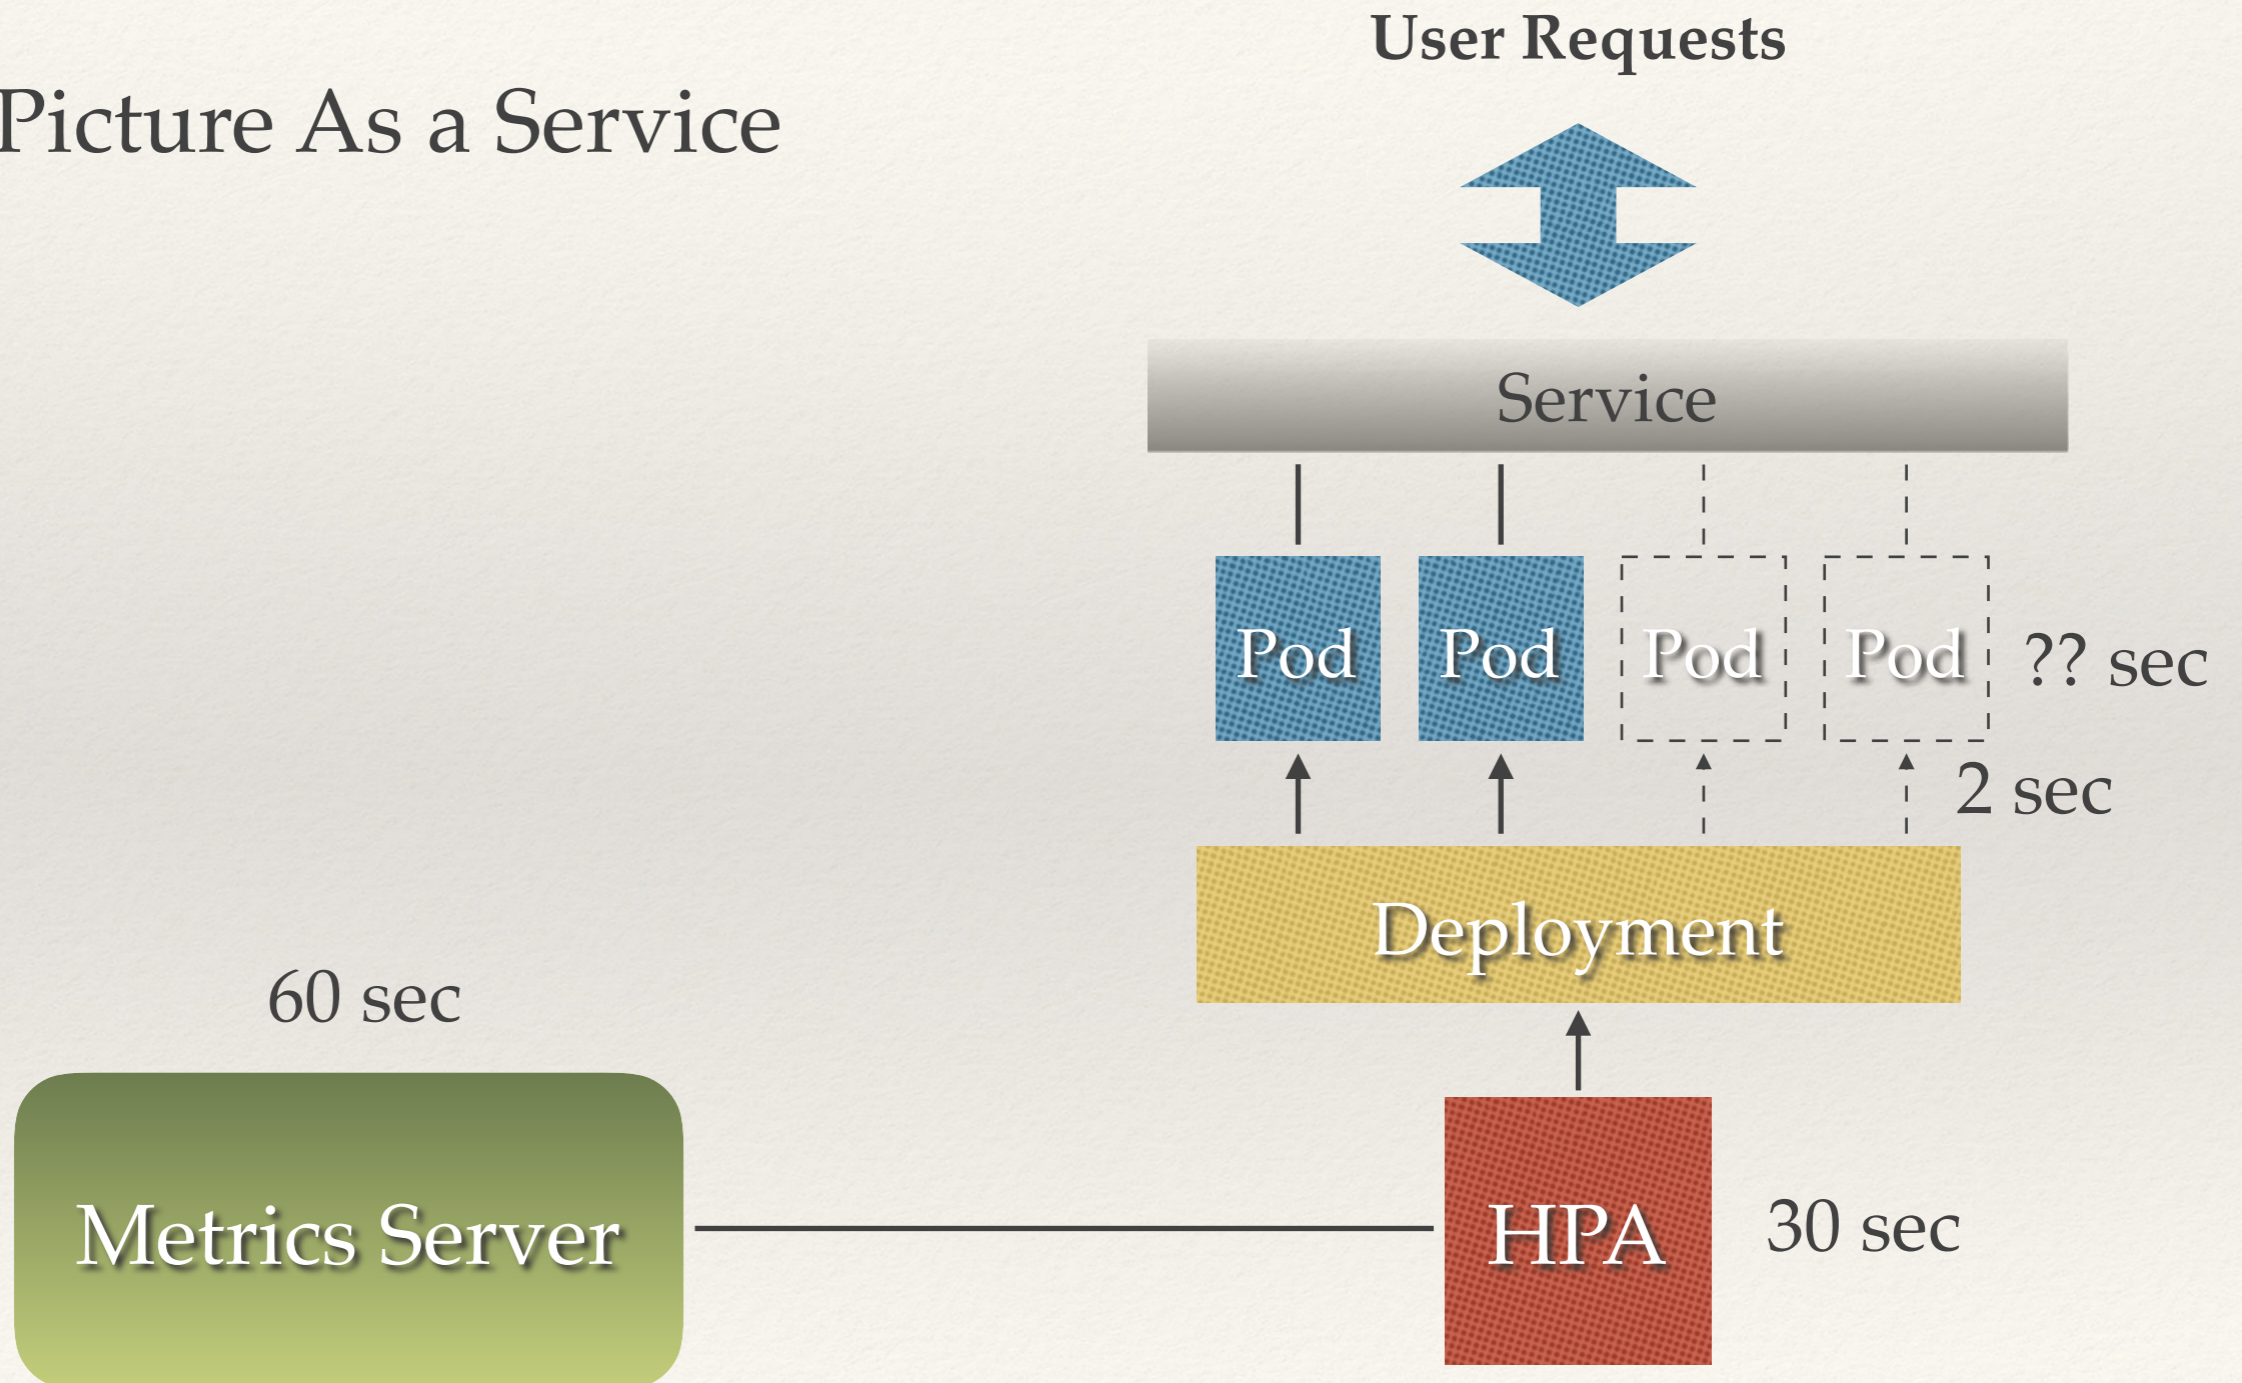 User Requests
Picture As a Service
Service
Pod Pod Pod Pod ?? sec
2 sec
Deployment
60 sec
Metrics Server
HPA
30 sec